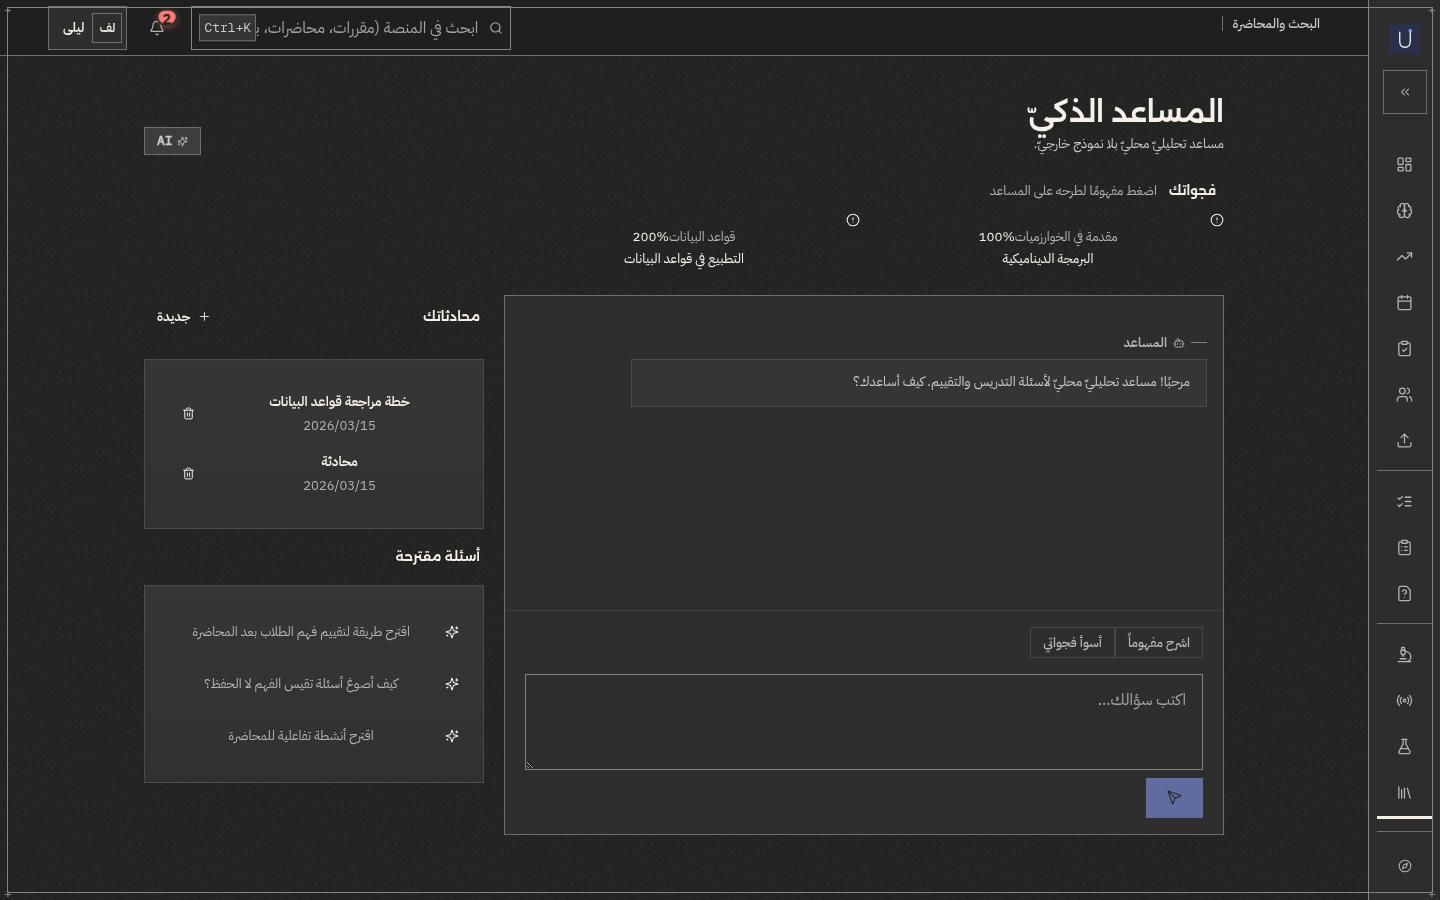 البحث والمحاضرة
ابحث في المنصة (مقررات، محاضرات، ب
Ctrl+K
2
لف
ليلى
المساعد الذكيّ
مساعد تحليليّ محليّ بلا نموذج خارجيّ.
AI
فجواتك
اضغط مفهومًا لطرحه على المساعد
مقدمة في الخوارزميات100%
البرمجة الديناميكية
قواعد البيانات200%
التطبيع في قواعد البيانات
المساعد
مرحبًا! مساعد تحليليّ محليّ لأسئلة التدريس والتقييم. كيف أساعدك؟
اشرح مفهوماً
أسوأ فجواتي
اكتب سؤالك...
محادثاتك
جديدة
خطة مراجعة قواعد البيانات
2026/03/15
محادثة
2026/03/15
أسئلة مقترحة
اقترح طريقة لتقييم فهم الطلاب بعد المحاضرة
كيف أصوغ أسئلة تقيس الفهم لا الحفظ؟
اقترح أنشطة تفاعلية للمحاضرة